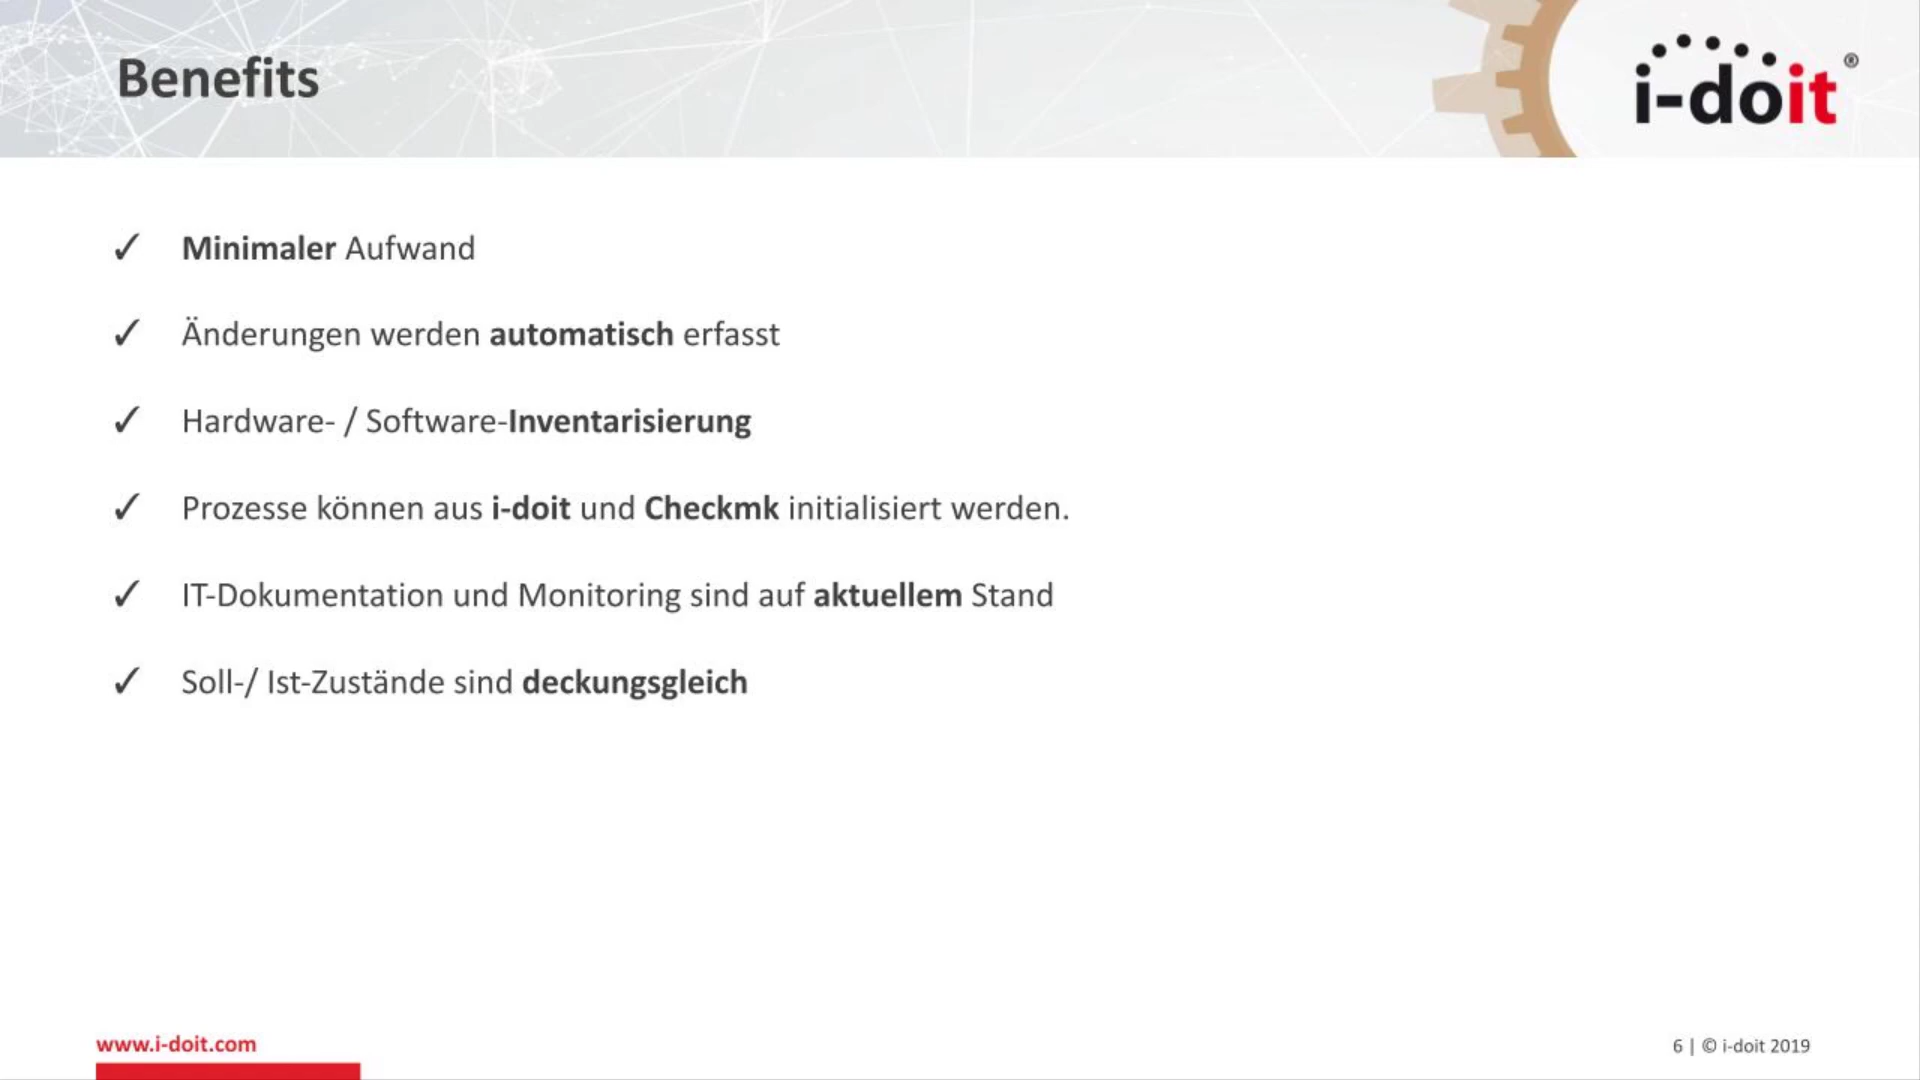 Benefits
i-doit®
✓ Minimaler Aufwand
✓ Änderungen werden automatisch erfasst
✓ Hardware- / Software-Inventarisierung
✓ Prozesse können aus i-doit und Checkmk initialisiert werden.
✓ IT-Dokumentation und Monitoring sind auf aktuellem Stand
✓ Soll-/ Ist-Zustände sind deckungsgleich
www.i-doit.com
6 | © i-doit 2019